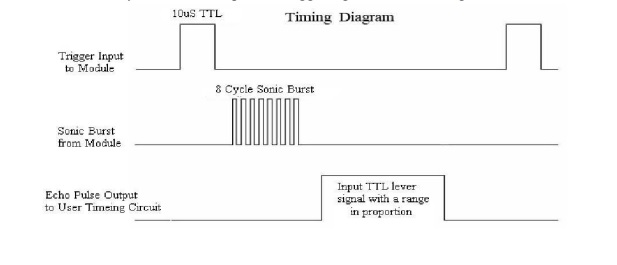 10uS TTL
Timing Diagram
Trigger Input
to Module
8 Cycle Sonic Burst
Sonic Burst
from Module
Echo Pulse Output
to User Timeing Circuit
Input TTL lever
signal with a range
in proportion